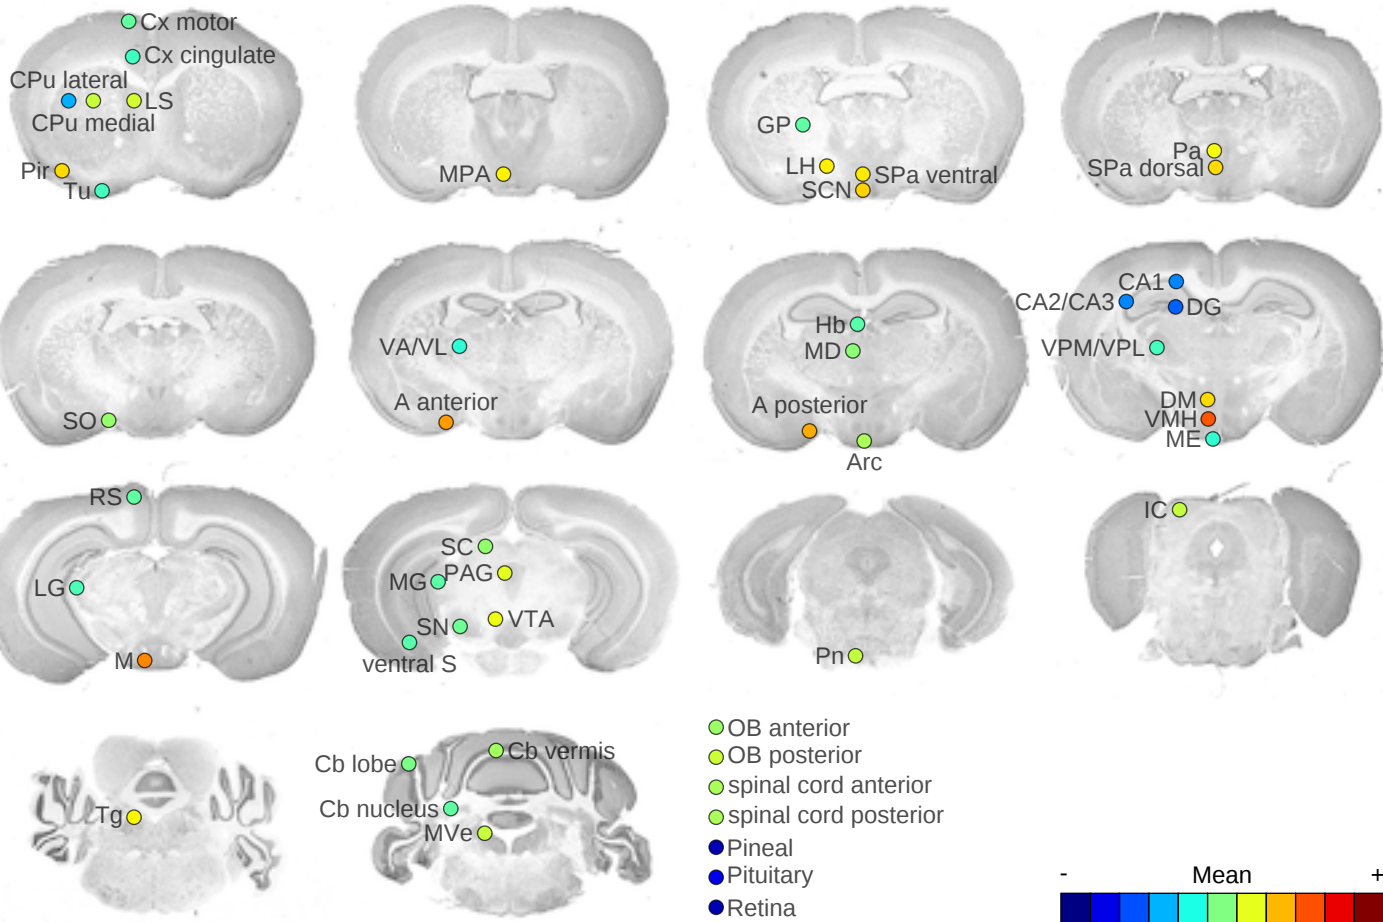 Cx motor
Cx cingulate
CPu lateral
LS
CPu medial
Pir
Tu
MPA
GP
LH
SPa ventral
SCN
Pa
SPa dorsal
SO
VA/VL
A anterior
Hb
MD
A posterior
Arc
CA1
CA2/CA3
DG
VPM/VPL
DM
VMH
ME
RS
LG
M
SC
MG
PAG
SN
VTA
ventral S
Pn
IC
Tg
Cb lobe
Cb vermis
Cb nucleus
MVe
OB anterior
OB posterior
spinal cord anterior
spinal cord posterior
Pineal
Pituitary
Retina
- Mean +